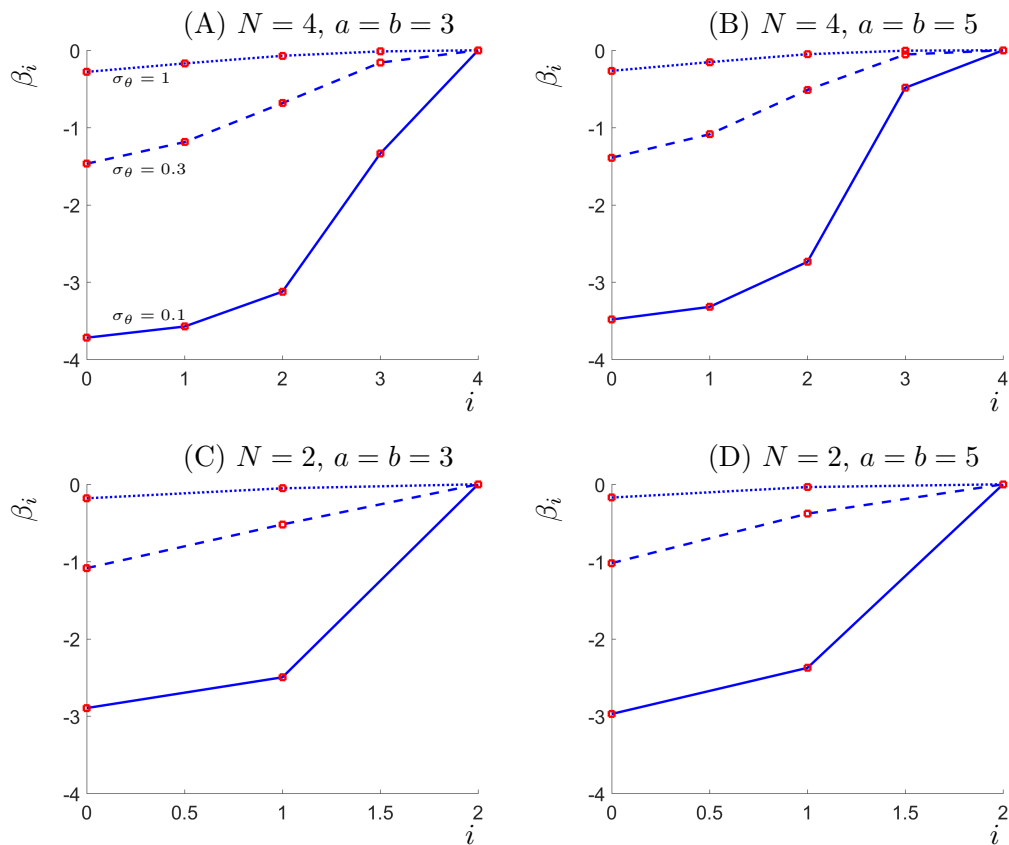 (A) N = 4, a = b = 3
β_i
0
-1
-2
-3
-4
σ_θ = 1
σ_θ = 0.3
σ_θ = 0.1
0 1 2 3 4
i
(B) N = 4, a = b = 5
β_i
0
-1
-2
-3
-4
0 1 2 3 4
i
(C) N = 2, a = b = 3
β_i
0
-1
-2
-3
-4
0 0.5 1 1.5 2
i
(D) N = 2, a = b = 5
β_i
0
-1
-2
-3
-4
0 0.5 1 1.5 2
i